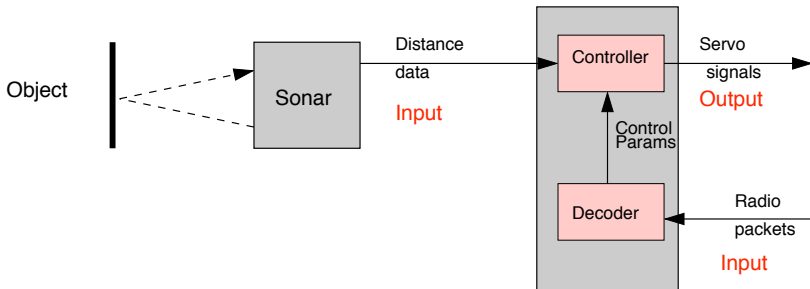 Object
Sonar
Distance
data
Input
Controller
Servo
signals
Output
Control
Params
Decoder
Radio
packets
Input